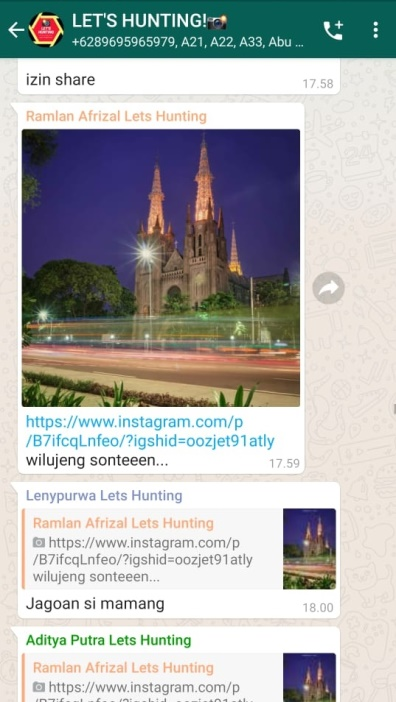 LET'S HUNTING!
+6289695965979, A21, A22, A33, Abu ...
izin share
17.58
Ramlan Afrizal Lets Hunting
https://www.instagram.com/p
/B7ifcqLnfeo/?igshid=oozjet91atly
wilujeng sonteeen...
17.59
Lenypurwa Lets Hunting
Ramlan Afrizal Lets Hunting
https://www.instagram.com/p
/B7ifcqLnfeo/?igshid=oozjet91atly
wilujeng sonteeen...
Jagoan si mamang
18.00
Aditya Putra Lets Hunting
Ramlan Afrizal Lets Hunting
https://www.instagram.com/p